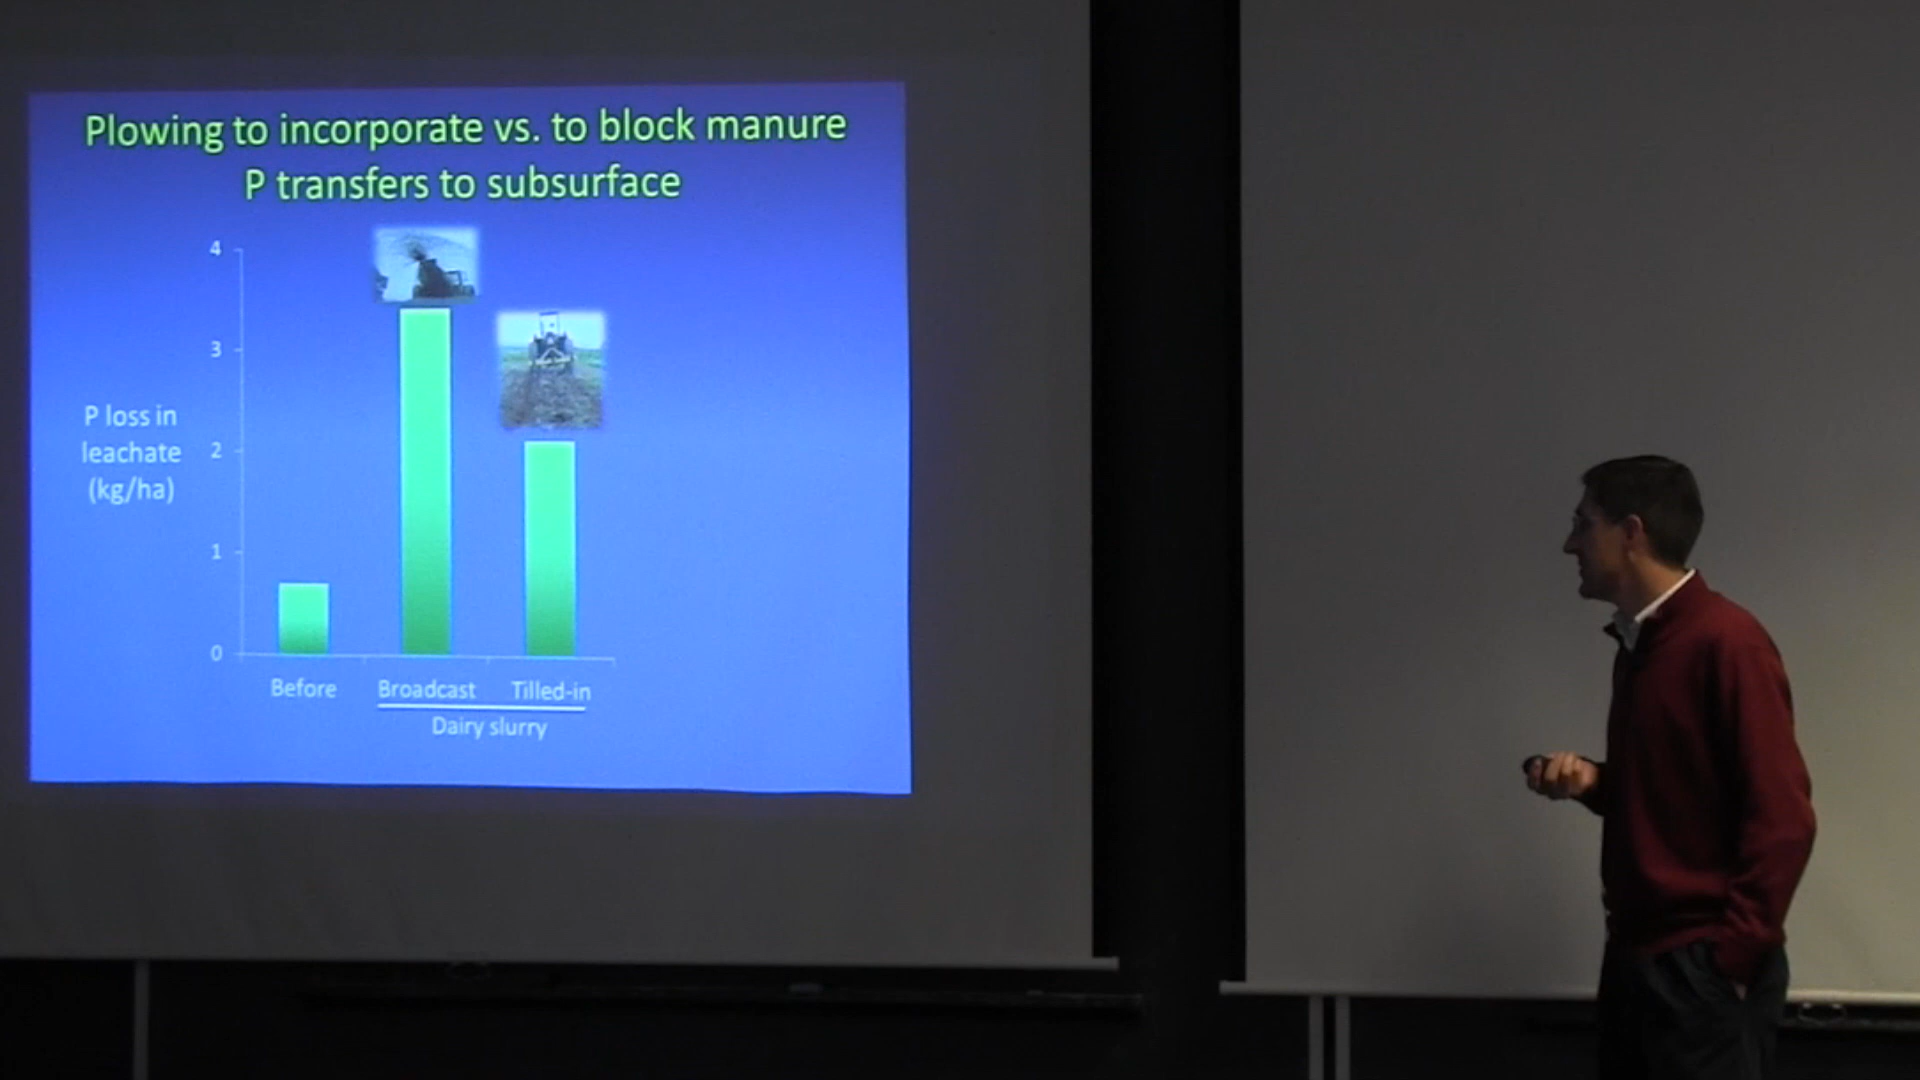 Plowing to incorporate vs. to block manure
P transfers to subsurface
4
3
2
1
0
P loss in
leachate
(kg/ha)
Before
Broadcast
Tilled-in
Dairy slurry